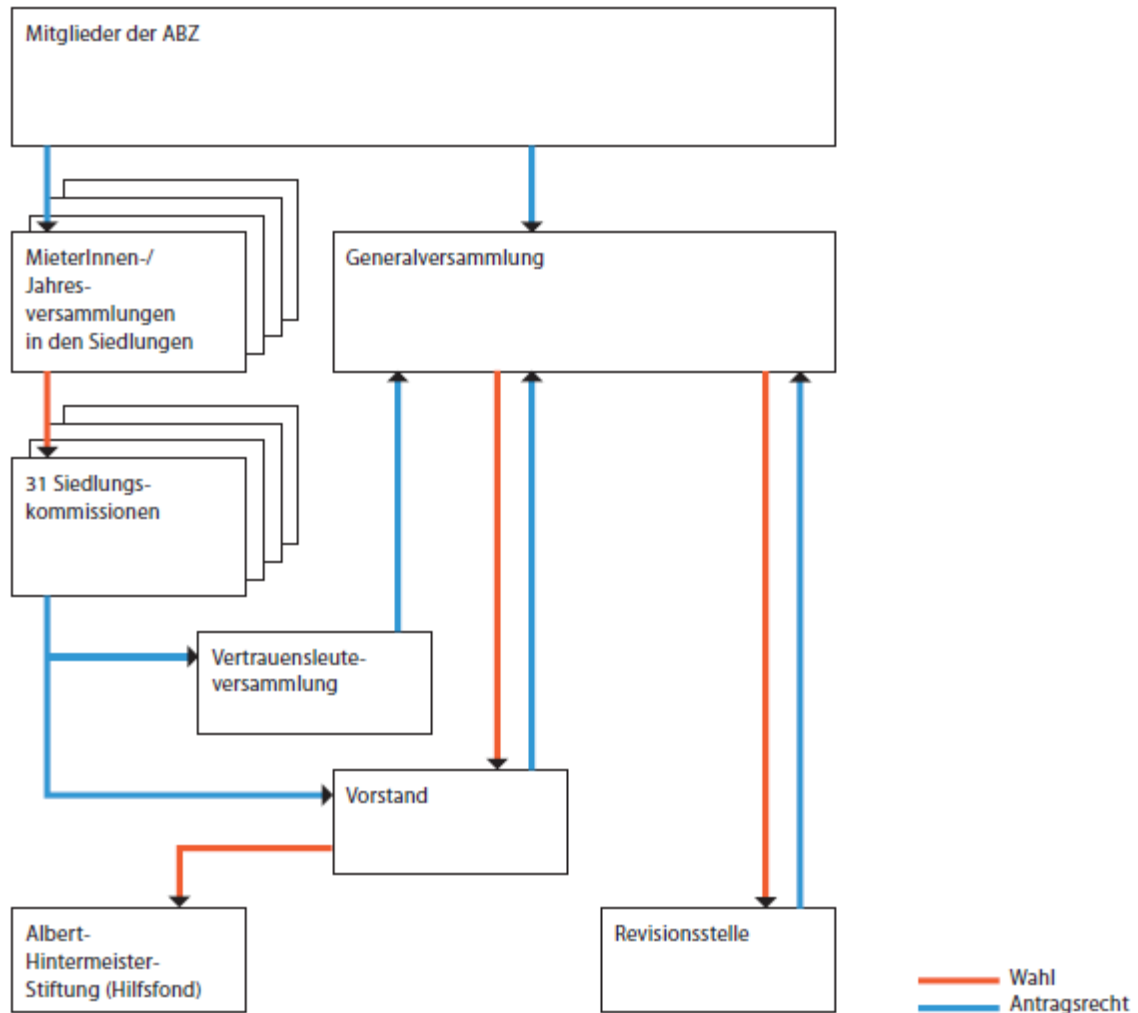 Mitglieder der ABZ
MieterInnen-/
Jahres-
versammlungen
in den Siedlungen
Generalversammlung
31 Siedlungs-
kommissionen
Vertrauensleute-
versammlung
Vorstand
Albert-
Hintermeister-
Stiftung (Hilfsfond)
Revisionsstelle
Wahl
Antragsrecht